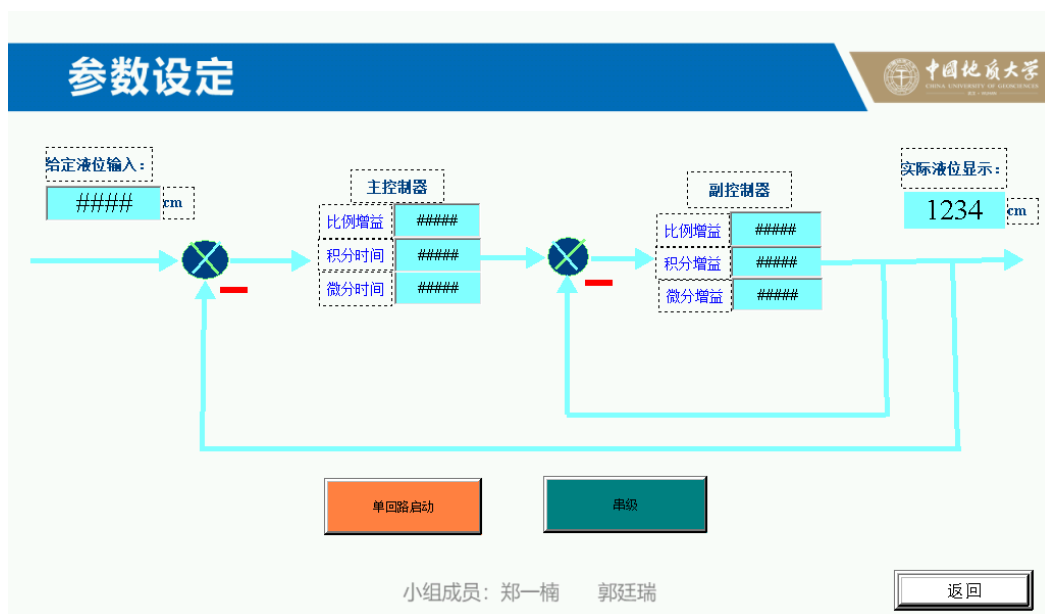 参数设定
中国地质大学
CHINA UNIVERSITY OF GEOSCIENCES
给定液位输入：
#### cm
实际液位显示：
1234 cm
主控制器
比例增益 #####
积分时间 #####
微分时间 #####
副控制器
比例增益 #####
积分增益 #####
微分增益 #####
单回路启动
串级
小组成员：郑一楠 郭廷瑞
返回